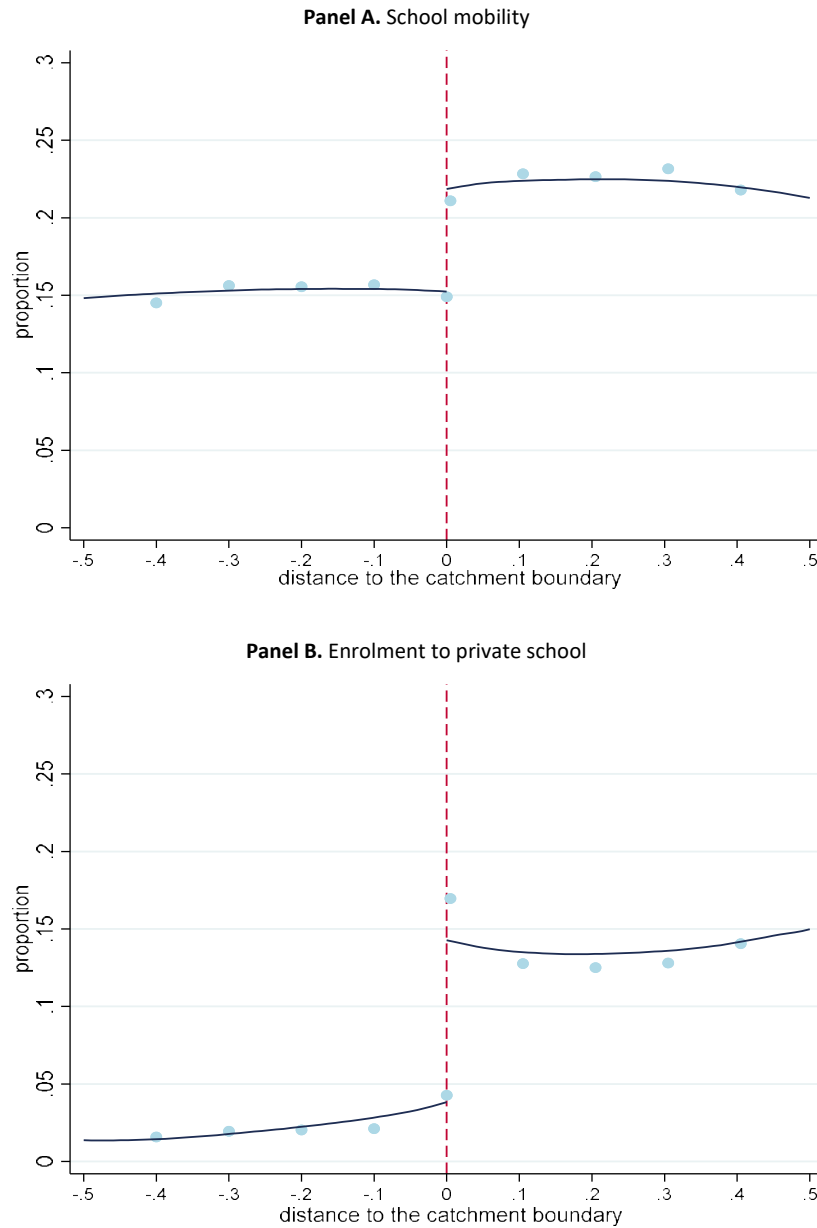 Panel A. School mobility
.3
.25
.2
.15
.1
.05
0
proportion
-.5 -.4 -.3 -.2 -.1 0 .1 .2 .3 .4 .5
distance to the catchment boundary
Panel B. Enrolment to private school
.3
.25
.2
.15
.1
.05
0
proportion
-.5 -.4 -.3 -.2 -.1 0 .1 .2 .3 .4 .5
distance to the catchment boundary